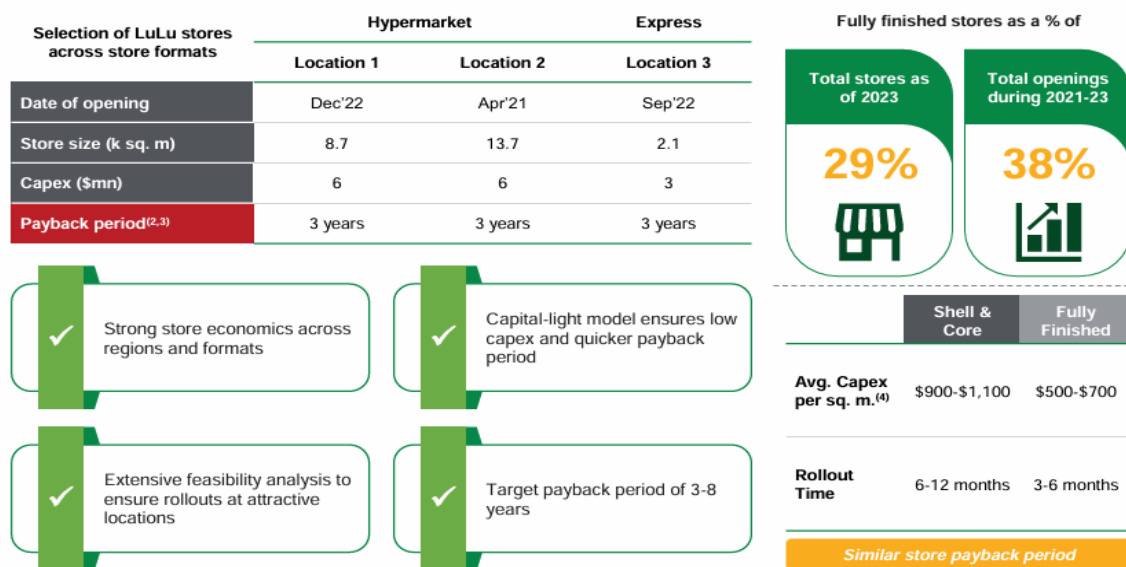 Selection of LuLu stores
across store formats
Hypermarket
Express
Location 1
Location 2
Location 3
Date of opening
Dec'22
Apr'21
Sep'22
Store size (k sq. m)
8.7
13.7
2.1
Capex ($mn)
6
6
3
Payback period(2,3)
3 years
3 years
3 years
Strong store economics across
regions and formats
Capital-light model ensures low
capex and quicker payback
period
Extensive feasibility analysis to
ensure rollouts at attractive
locations
Target payback period of 3-8
years
Fully finished stores as a % of
Total stores as
of 2023
29%
Total openings
during 2021-23
38%
Shell &
Core
Fully
Finished
Avg. Capex
per sq. m.(4)
$900-$1,100
$500-$700
Rollout
Time
6-12 months
3-6 months
Similar store payback period